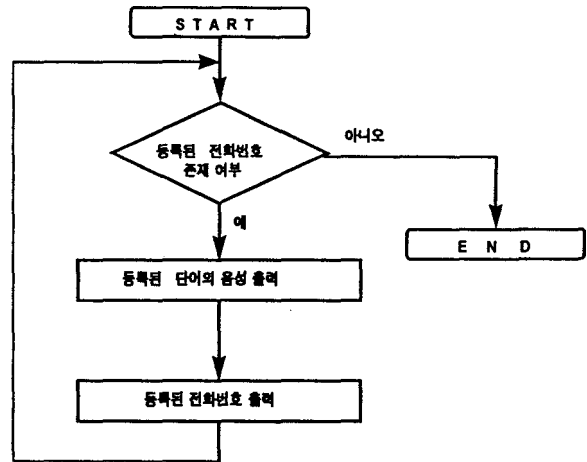 START
등록된 전화번호
존재 여부
아니오
예
END
등록된 단어의 음성 출력
등록된 전화번호 출력